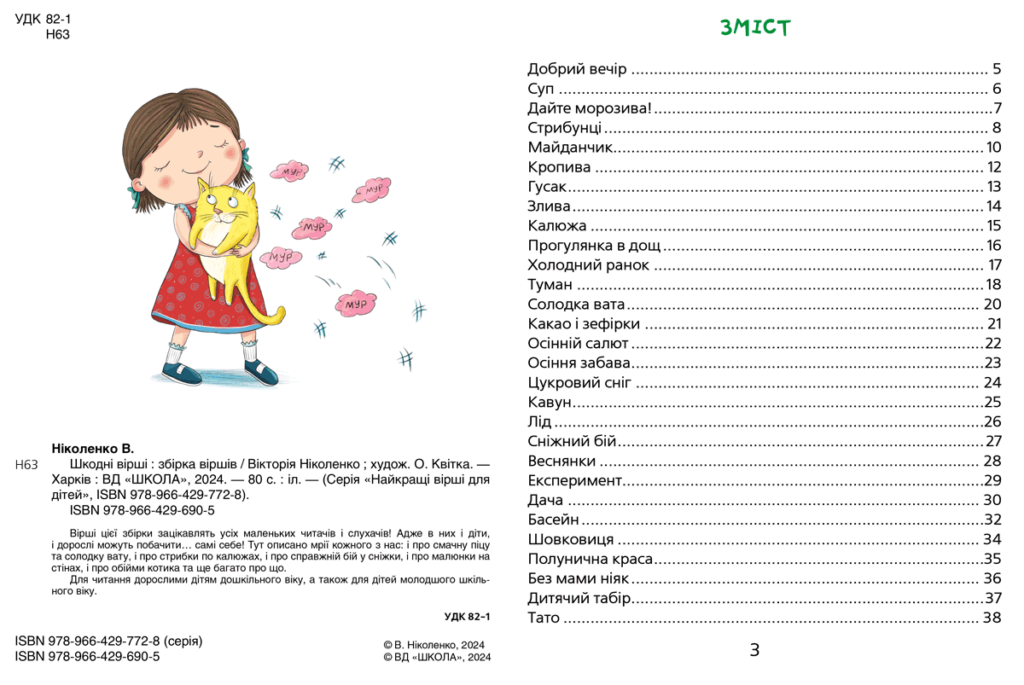 УДК 82-1
Н63
МУР
МУР
МУР
МУР
МУР
Ніколенко В.
Н63 Шкодні вірші : збірка віршів / Вікторія Ніколенко ; худож. О. Квітка. —
Харків : ВД «ШКОЛА», 2024. — 80 с. : іл. — (Серія «Найкращі вірші для
дітей», ISBN 978-966-429-772-8).
ISBN 978-966-429-690-5
Вірші цієї збірки зацікавлять усіх маленьких читачів і слухачів! Адже в них і діти,
і дорослі можуть побачити... самі себе! Тут описано мрії кожного з нас: і про смачну піцу
та солодку вату, і про стрибки по калюжах, і про справжній бій у сніжки, і про малюнки на
стінах, і про обійми котика та ще багато про що.
Для читання дорослими дітям дошкільного віку, а також для дітей молодшого шкіль-
ного віку.
УДК 82–1
ISBN 978-966-429-772-8 (серія)
ISBN 978-966-429-690-5
© В. Ніколенко, 2024
© ВД «ШКОЛА», 2024
ЗМІСТ
Добрий вечір ... 5
Суп ... 6
Дайте морозива! ... 7
Стрибунці ... 8
Майданчик ... 10
Кропива ... 12
Гусак ... 13
Злива ... 14
Калюжа ... 15
Прогулянка в дощ ... 16
Холодний ранок ... 17
Туман ... 18
Солодка вата ... 20
Какао і зефірки ... 21
Осінній салют ... 22
Осіння забава ... 23
Цукровий сніг ... 24
Кавун ... 25
Лід ... 26
Сніжний бій ... 27
Веснянки ... 28
Експеримент ... 29
Дача ... 30
Басейн ... 32
Шовковиця ... 34
Полунична краса ... 35
Без мами ніяк ... 36
Дитячий табір ... 37
Тато ... 38
3